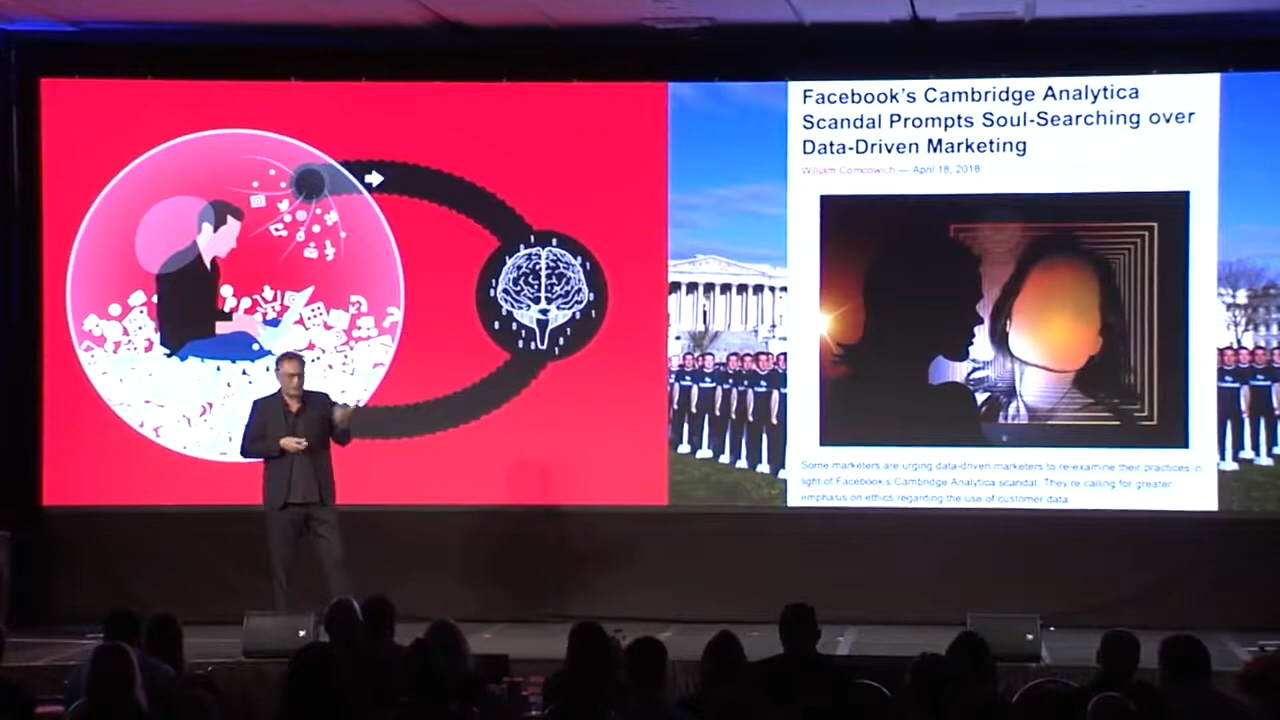 Facebook's Cambridge Analytica
Scandal Prompts Soul-Searching over
Data-Driven Marketing
William Comcowich — April 18, 2018
Some marketers are urging data-driven marketers to re-examine their practices in
light of Facebook's Cambridge Analytica scandal. They're calling for greater
emphasis on ethics regarding the use of customer data.